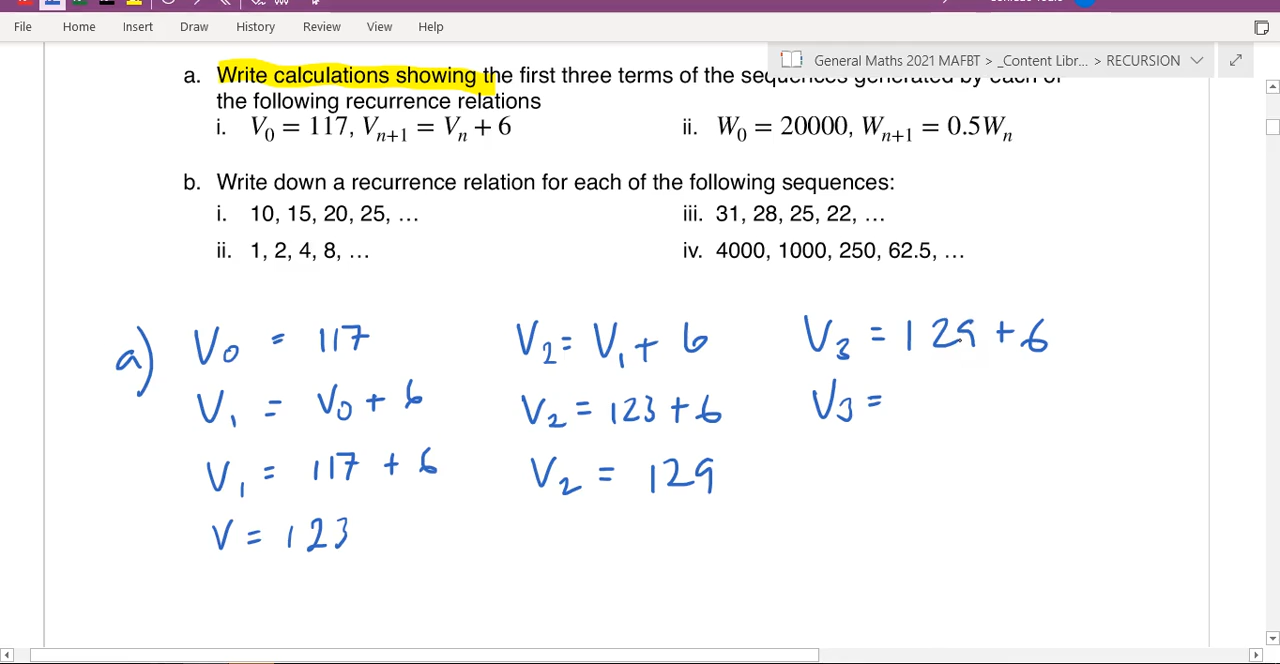 File Home Insert Draw History Review View Help
General Maths 2021 MAFBT > _Content Libr... > RECURSION
a. Write calculations showing the first three terms of the sequences generated by each of
the following recurrence relations
i. V₀ = 117, Vₙ₊₁ = Vₙ + 6 ii. W₀ = 20000, Wₙ₊₁ = 0.5Wₙ
b. Write down a recurrence relation for each of the following sequences:
i. 10, 15, 20, 25, … iii. 31, 28, 25, 22, …
ii. 1, 2, 4, 8, … iv. 4000, 1000, 250, 62.5, …
a) V₀ = 117
V₁ = V₀ + 6
V₁ = 117 + 6
V = 123
V₂ = V₁ + 6
V₂ = 123 + 6
V₂ = 129
V₃ = 129 + 6
V₃ =